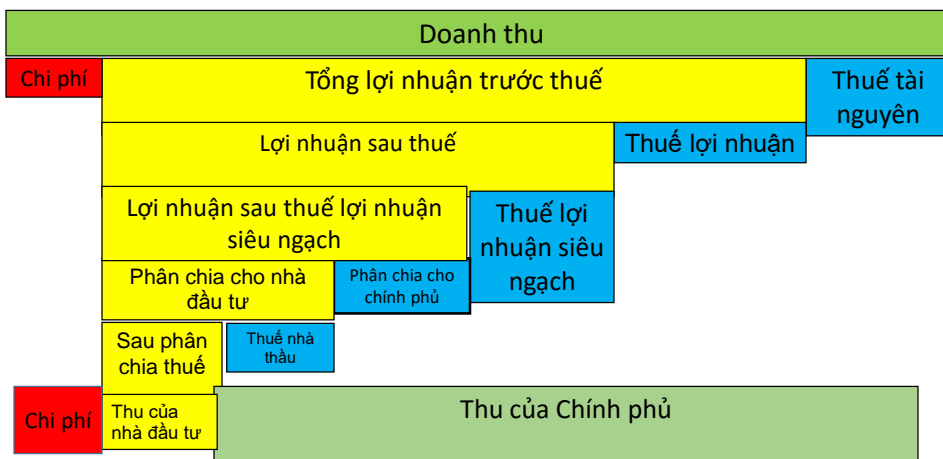 Doanh thu
Chi phí
Tổng lợi nhuận trước thuế
Thuế tài
nguyên
Lợi nhuận sau thuế
Thuế lợi nhuận
Lợi nhuận sau thuế lợi nhuận
siêu ngạch
Thuế lợi
nhuận siêu
ngạch
Phân chia cho nhà
đầu tư
Phân chia cho
chính phủ
Sau phân
chia thuế
Thuế nhà
thầu
Chi phí
Thu của
nhà đầu tư
Thu của Chính phủ